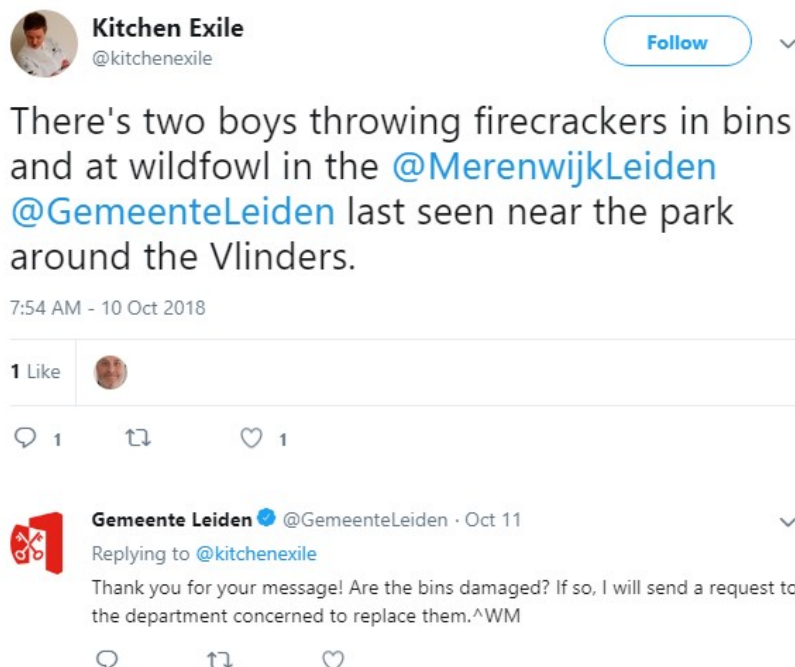 Kitchen Exile
@kitchenexile
Follow
There's two boys throwing firecrackers in bins
and at wildfowl in the @MerenwijkLeiden
@GemeenteLeiden last seen near the park
around the Vlinders.
7:54 AM - 10 Oct 2018
1 Like
1
1
Gemeente Leiden @GemeenteLeiden · Oct 11
Replying to @kitchenexile
Thank you for your message! Are the bins damaged? If so, I will send a request to
the department concerned to replace them.^WM